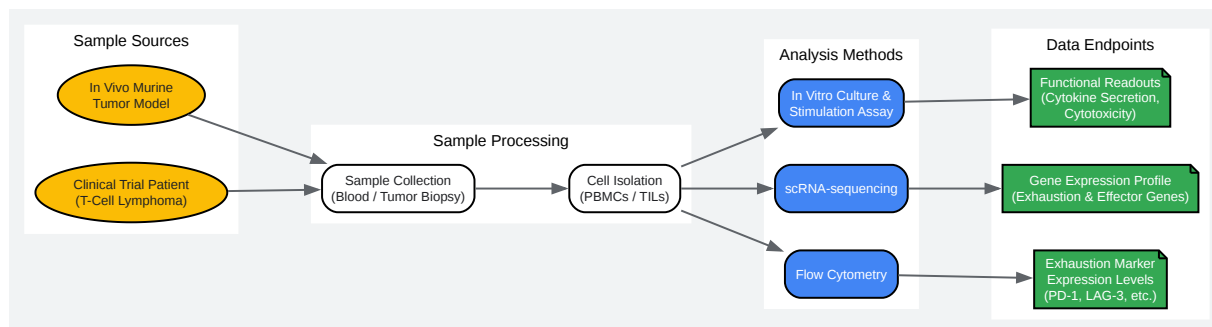 Sample Sources
In Vivo Murine
Tumor Model
Clinical Trial Patient
(T-Cell Lymphoma)
Sample Processing
Sample Collection
(Blood / Tumor Biopsy)
Cell Isolation
(PBMCs / TILs)
Analysis Methods
In Vitro Culture &
Stimulation Assay
scRNA-sequencing
Flow Cytometry
Data Endpoints
Functional Readouts
(Cytokine Secretion,
Cytotoxicity)
Gene Expression Profile
(Exhaustion & Effector Genes)
Exhaustion Marker
Expression Levels
(PD-1, LAG-3, etc.)